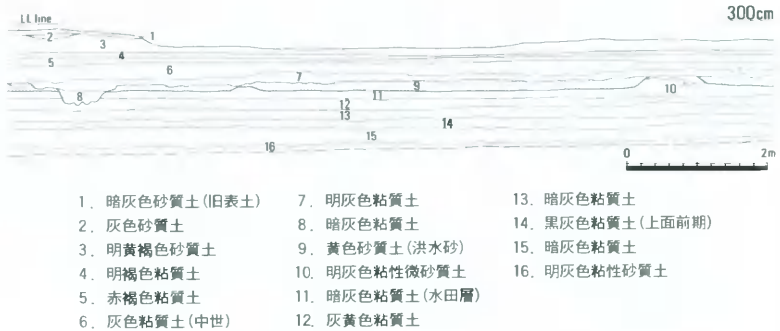 300cm
LL line
1
2
3
4
5
6
7
8
9
10
11
12
13
14
15
16
0 2m
1. 暗灰色砂質土(旧表土)
2. 灰色砂質土
3. 明黄褐色砂質土
4. 明褐色粘質土
5. 赤褐色粘質土
6. 灰色粘質土(中世)
7. 明灰色粘質土
8. 暗灰色粘質土
9. 黄色砂質土(洪水砂)
10. 明灰色粘性微砂質土
11. 暗灰色粘質土(水田層)
12. 灰黄色粘質土
13. 暗灰色粘質土
14. 黒灰色粘質土(上面前期)
15. 暗灰色粘質土
16. 明灰色粘性砂質土